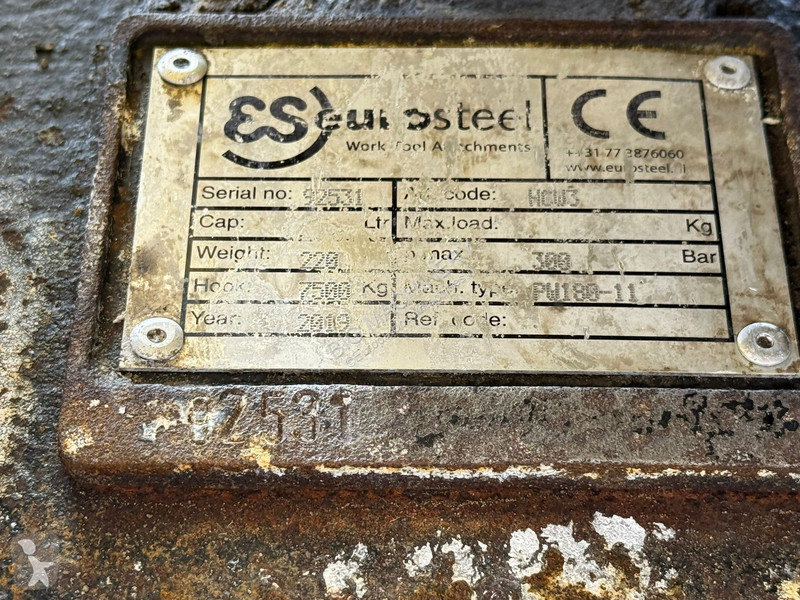 ES eurosteel
Work Tool Attachments
CE
++31 77 3876060
www.eurosteel.nl
Serial no: 92531 Art. code: HCW3
Cap: Ltr Max.load: Kg
Weight: 220 p max. 300 Bar
Hook: 7500 Kg Mach. type: PW180-11
Year: 2019 Ref. code:
92531